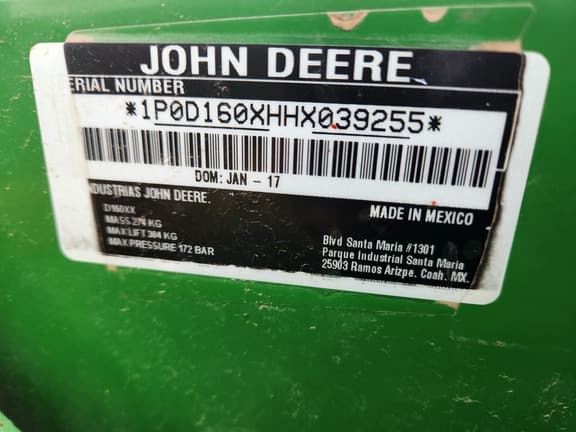 JOHN DEERE
ERIAL NUMBER
*1P0D160XHHX039255*
DOM: JAN - 17
NDUSTRIAS JOHN DEERE.
MADE IN MEXICO
D160XX
MASS 274 KG
MAX LIFT 384 KG
MAX PRESSURE 172 BAR
Blvd Santa Maria #1301
Parque Industrial Santa Maria
25903 Ramos Arizpe. Coah. MX.